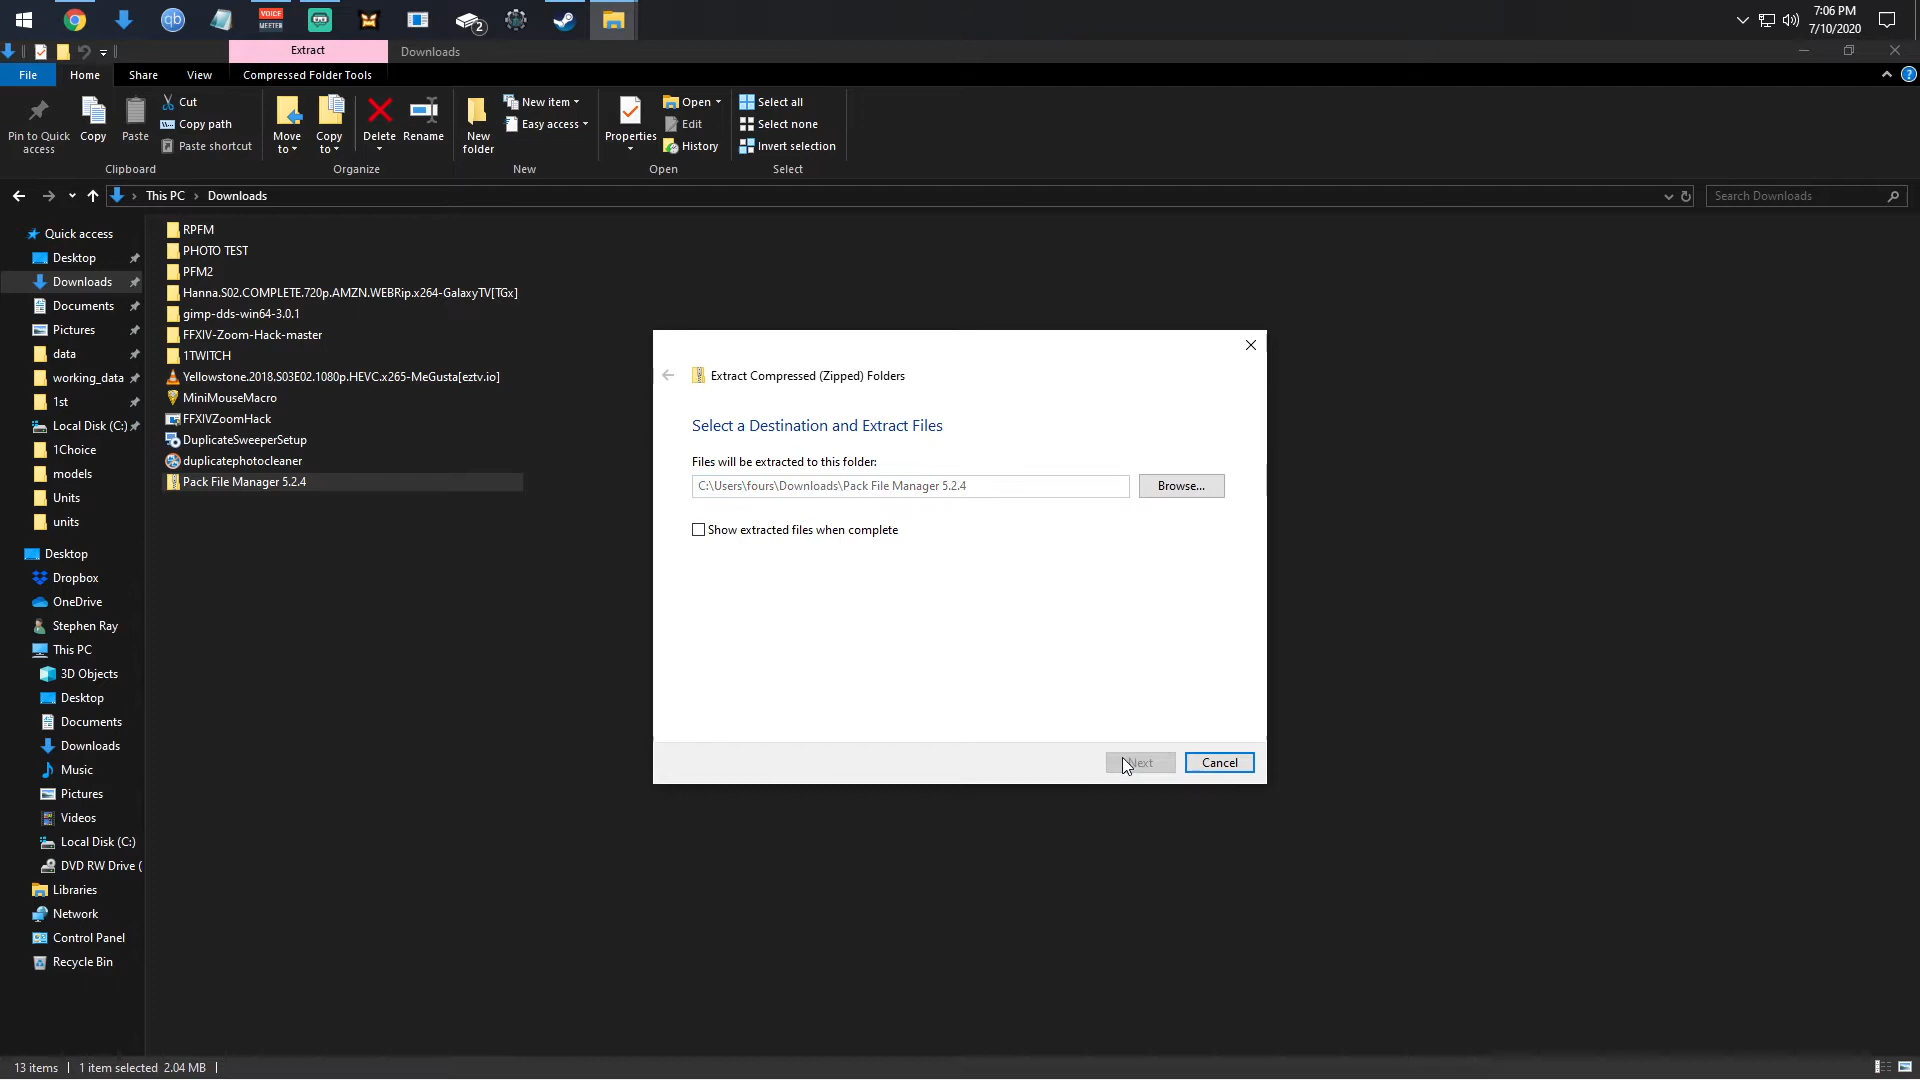 VOICE
MEETER
2
7:06 PM
7/10/2020
Extract
Downloads
File
Home
Share
View
Compressed Folder Tools
Pin to Quick access
Copy
Paste
Cut
Copy path
Paste shortcut
Clipboard
Move to
Copy to
Delete
Rename
Organize
New folder
New item
Easy access
New
Properties
Open
Edit
History
Open
Select all
Select none
Invert selection
Select
This PC
Downloads
Search Downloads
Quick access
Desktop
Downloads
Documents
Pictures
data
working_data
1st
Local Disk (C:)
1Choice
models
Units
units
Desktop
Dropbox
OneDrive
Stephen Ray
This PC
3D Objects
Desktop
Documents
Downloads
Music
Pictures
Videos
Local Disk (C:)
DVD RW Drive (
Libraries
Network
Control Panel
Recycle Bin
RPFM
PHOTO TEST
PFM2
Hanna.S02.COMPLETE.720p.AMZN.WEBRip.x264-GalaxyTV[TGx]
gimp-dds-win64-3.0.1
FFXIV-Zoom-Hack-master
1TWITCH
Yellowstone.2018.S03E02.1080p.HEVC.x265-MeGusta[eztv.io]
MiniMouseMacro
FFXIVZoomHack
DuplicateSweeperSetup
duplicatephotocleaner
Pack File Manager 5.2.4
Extract Compressed (Zipped) Folders
Select a Destination and Extract Files
Files will be extracted to this folder:
C:\Users\fours\Downloads\Pack File Manager 5.2.4
Browse...
Show extracted files when complete
Next
Cancel
13 items
1 item selected 2.04 MB